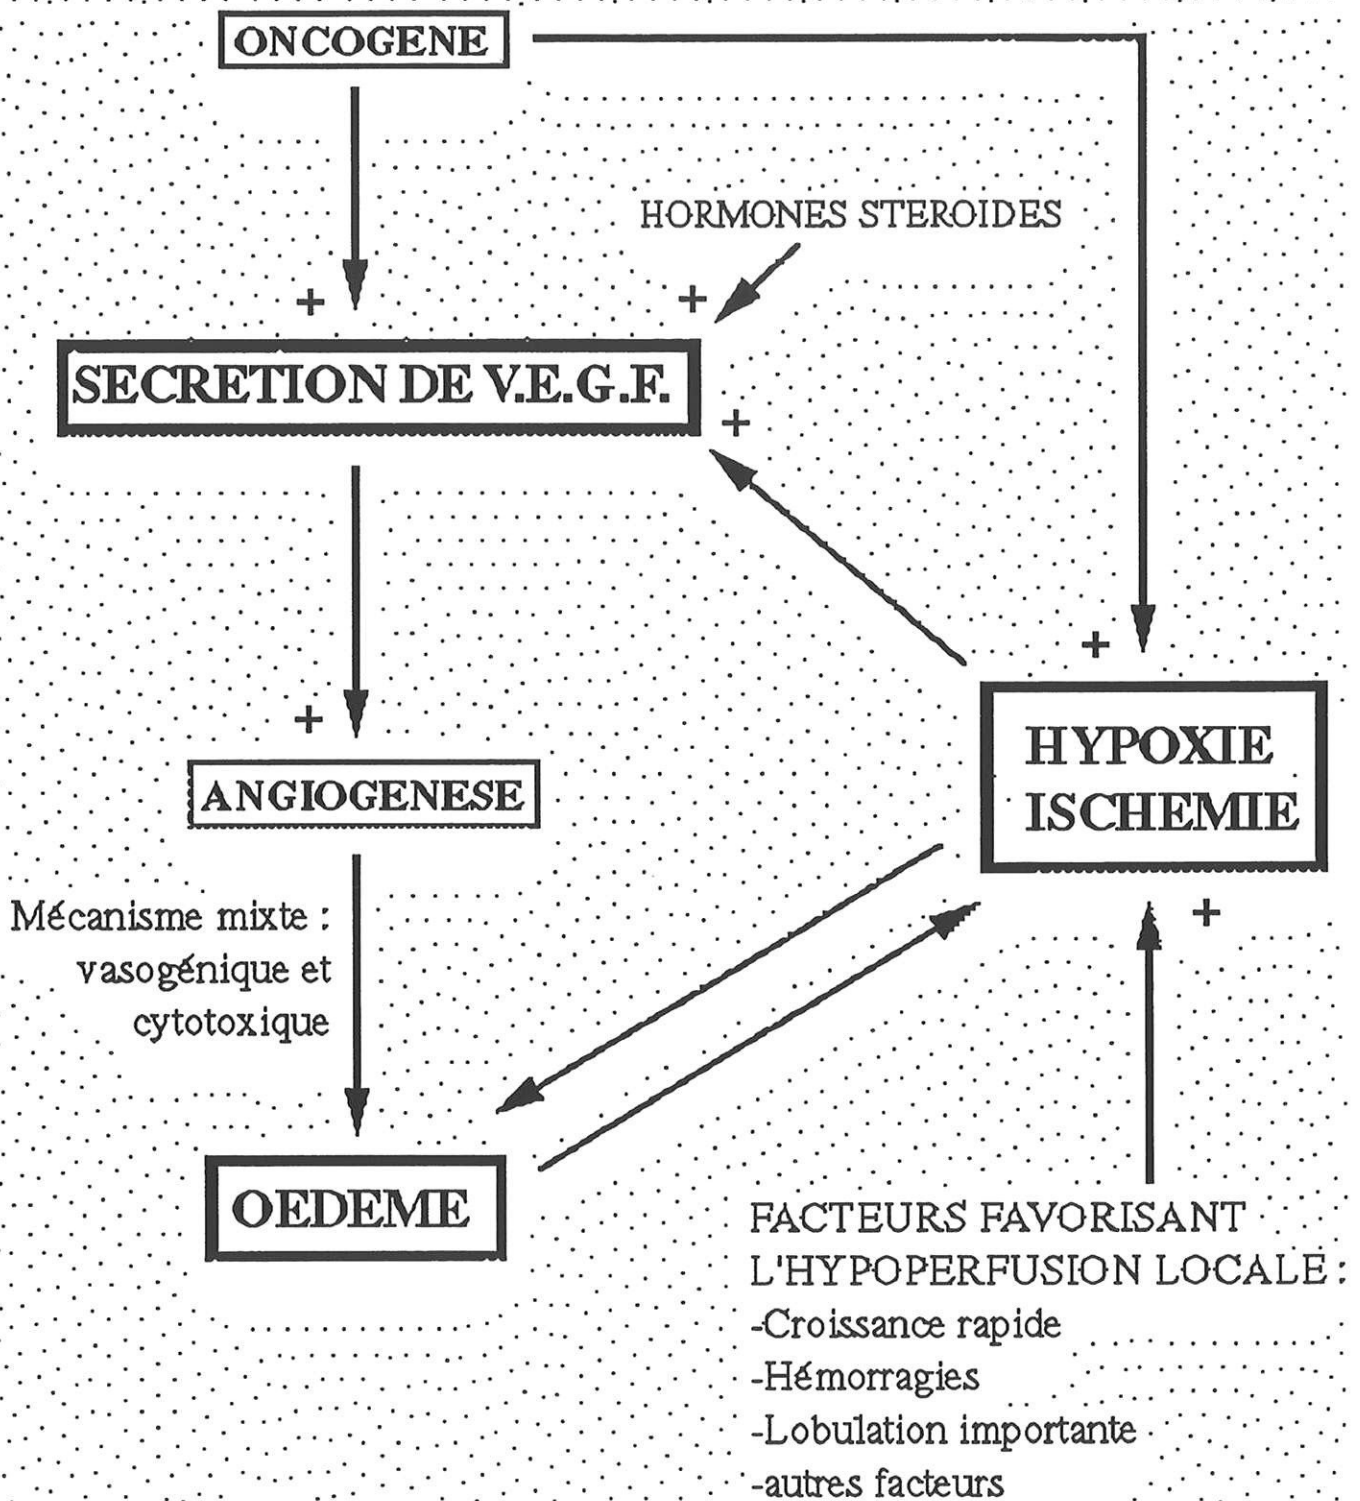 ONCOGENE
HORMONES STEROIDES
+
+
SECRETION DE V.E.G.F.
+
+
+
HYPOXIE
ISCHEMIE
ANGIOGENESE
Mécanisme mixte :
vasogénique et
cytotoxique
+
OEDEME
FACTEURS FAVORISANT
L'HYPOPERFUSION LOCALE :
-Croissance rapide
-Hémorragies
-Lobulation importante
-autres facteurs